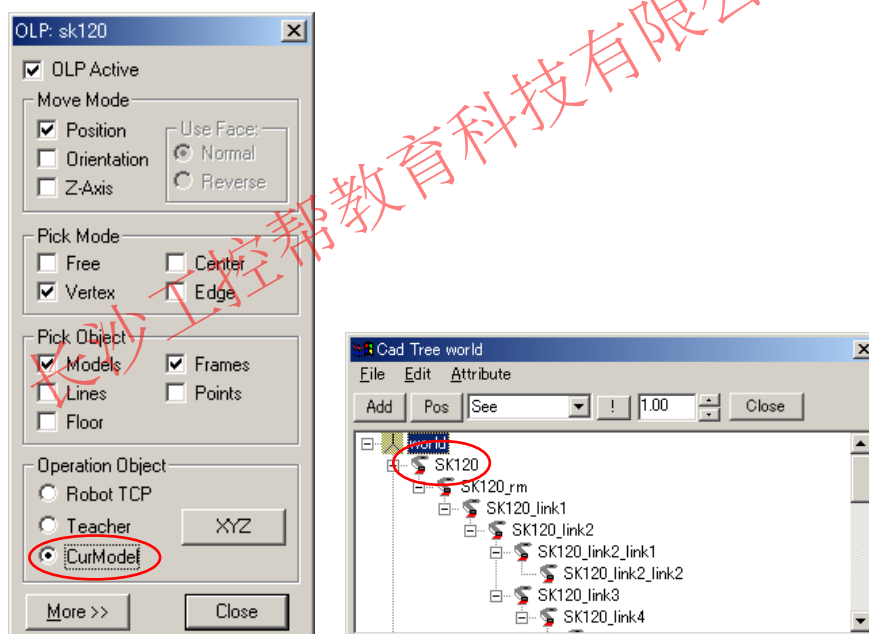 OLP: sk120
OLP Active
Move Mode
Position
Orientation
Z-Axis
Use Face:
Normal
Reverse
Pick Mode
Free
Center
Vertex
Edge
Pick Object
Models
Frames
Lines
Points
Floor
Operation Object
Robot TCP
Teacher
XYZ
CurModel
More >>
Close
Cad Tree world
File Edit Attribute
Add Pos See ! 1.00 Close
world
SK120
SK120_rm
SK120_link1
SK120_link2
SK120_link2_link1
SK120_link2_link2
SK120_link3
SK120_link4
长沙工控帮教育科技有限公